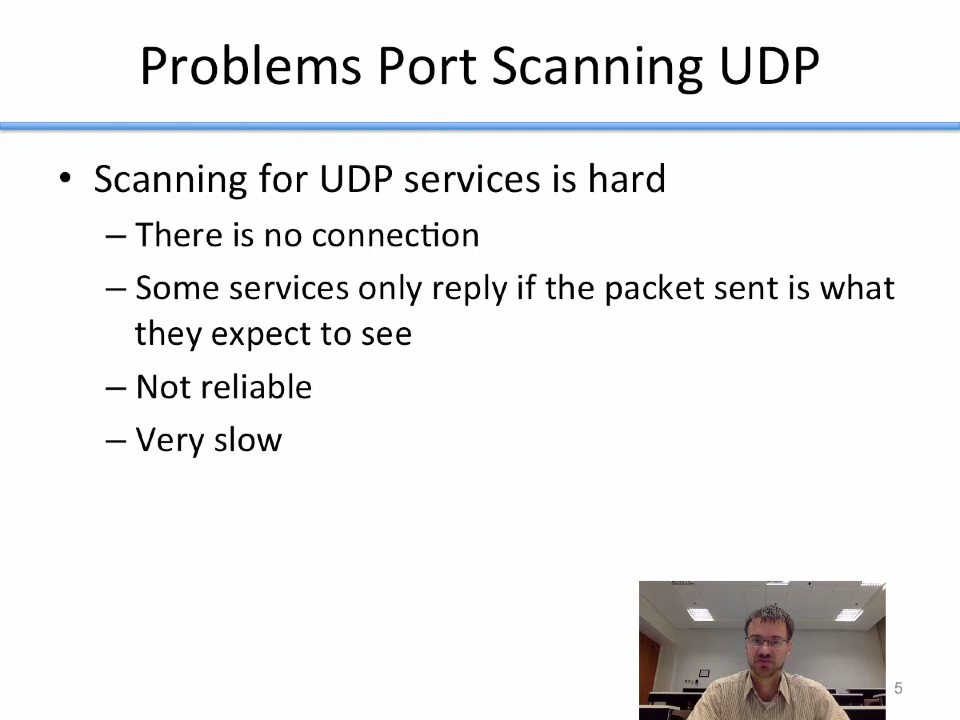 Problems Port Scanning UDP
• Scanning for UDP services is hard
– There is no connection
– Some services only reply if the packet sent is what
they expect to see
– Not reliable
– Very slow
5